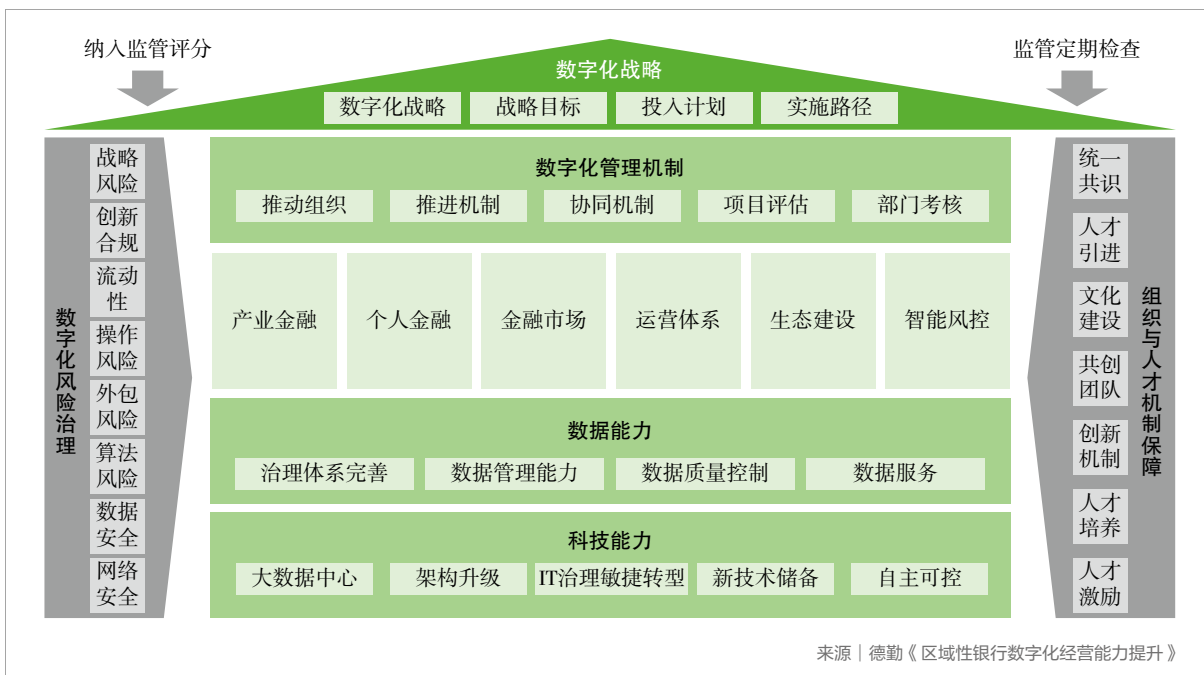 纳入监管评分
监管定期检查
数字化战略
数字化战略
战略目标
投入计划
实施路径
数字化风险治理
战略
风险
创新
合规
流动
性
操作
风险
外包
风险
算法
风险
数据
安全
网络
安全
数字化管理机制
推动组织
推进机制
协同机制
项目评估
部门考核
产业金融
个人金融
金融市场
运营体系
生态建设
智能风控
数据能力
治理体系完善
数据管理能力
数据质量控制
数据服务
科技能力
大数据中心
架构升级
IT治理敏捷转型
新技术储备
自主可控
统一
共识
人才
引进
文化
建设
共创
团队
创新
机制
人才
培养
人才
激励
组织与人才机制保障
来源｜德勤《区域性银行数字化经营能力提升》